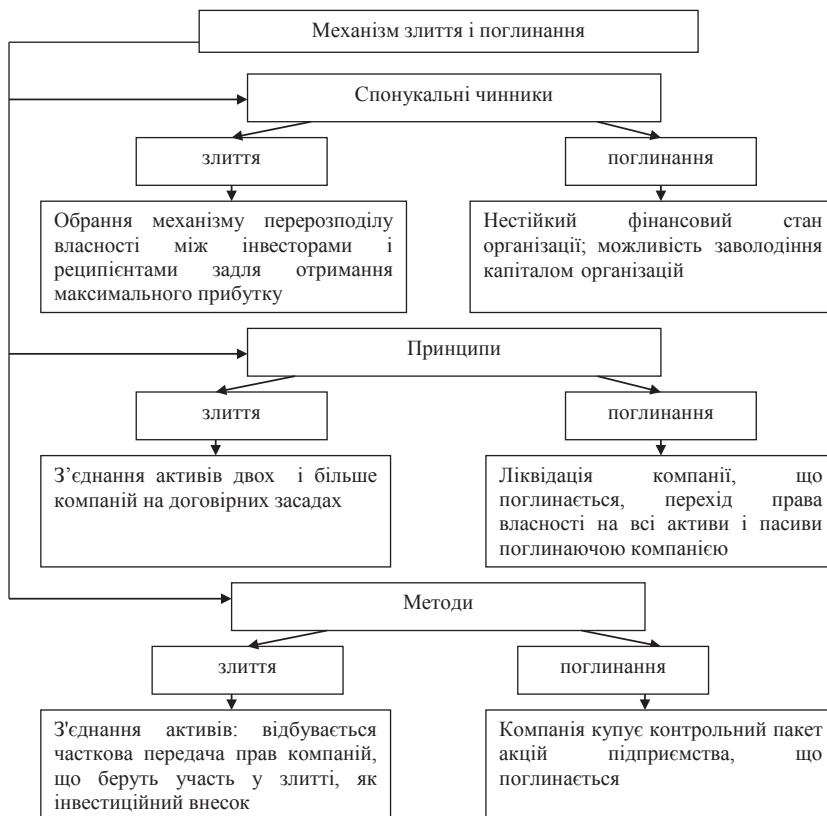 Механізм злиття і поглинання
Спонукальні чинники
злиття
поглинання
Обрання механізму перерозподілу
власності між інвесторами і
реципієнтами задля отримання
максимального прибутку
Нестійкий фінансовий стан
організації; можливість заволодіння
капіталом організацій
Принципи
злиття
поглинання
З’єднання активів двох і більше
компаній на договірних засадах
Ліквідація компанії, що
поглинається, перехід права
власності на всі активи і пасиви
поглинаючою компанією
Методи
злиття
поглинання
З'єднання активів: відбувається
часткова передача прав компаній,
що беруть участь у злитті, як
інвестиційний внесок
Компанія купує контрольний пакет
акцій підприємства, що
поглинається